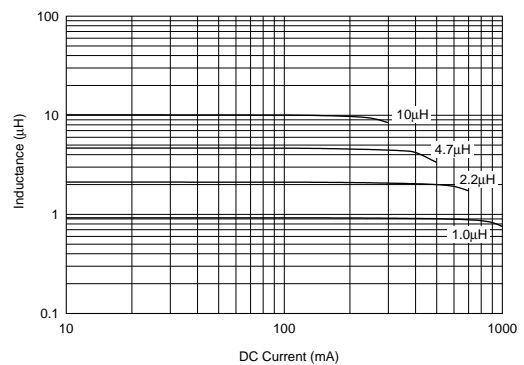 100
10
1
0.1
Inductance (µH)
10µH
4.7µH
2.2µH
1.0µH
10
100
1000
DC Current (mA)